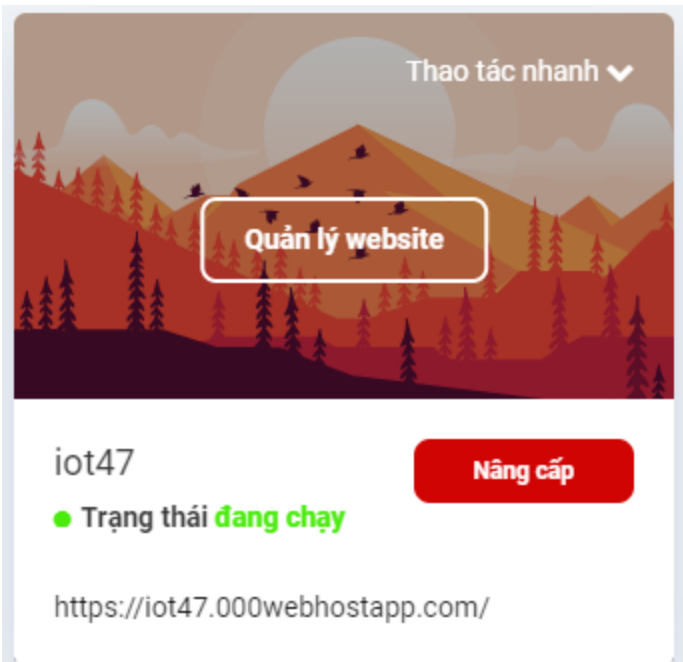 Thao tác nhanh
Quản lý website
iot47
Nâng cấp
Trạng thái đang chạy
https://iot47.000webhostapp.com/